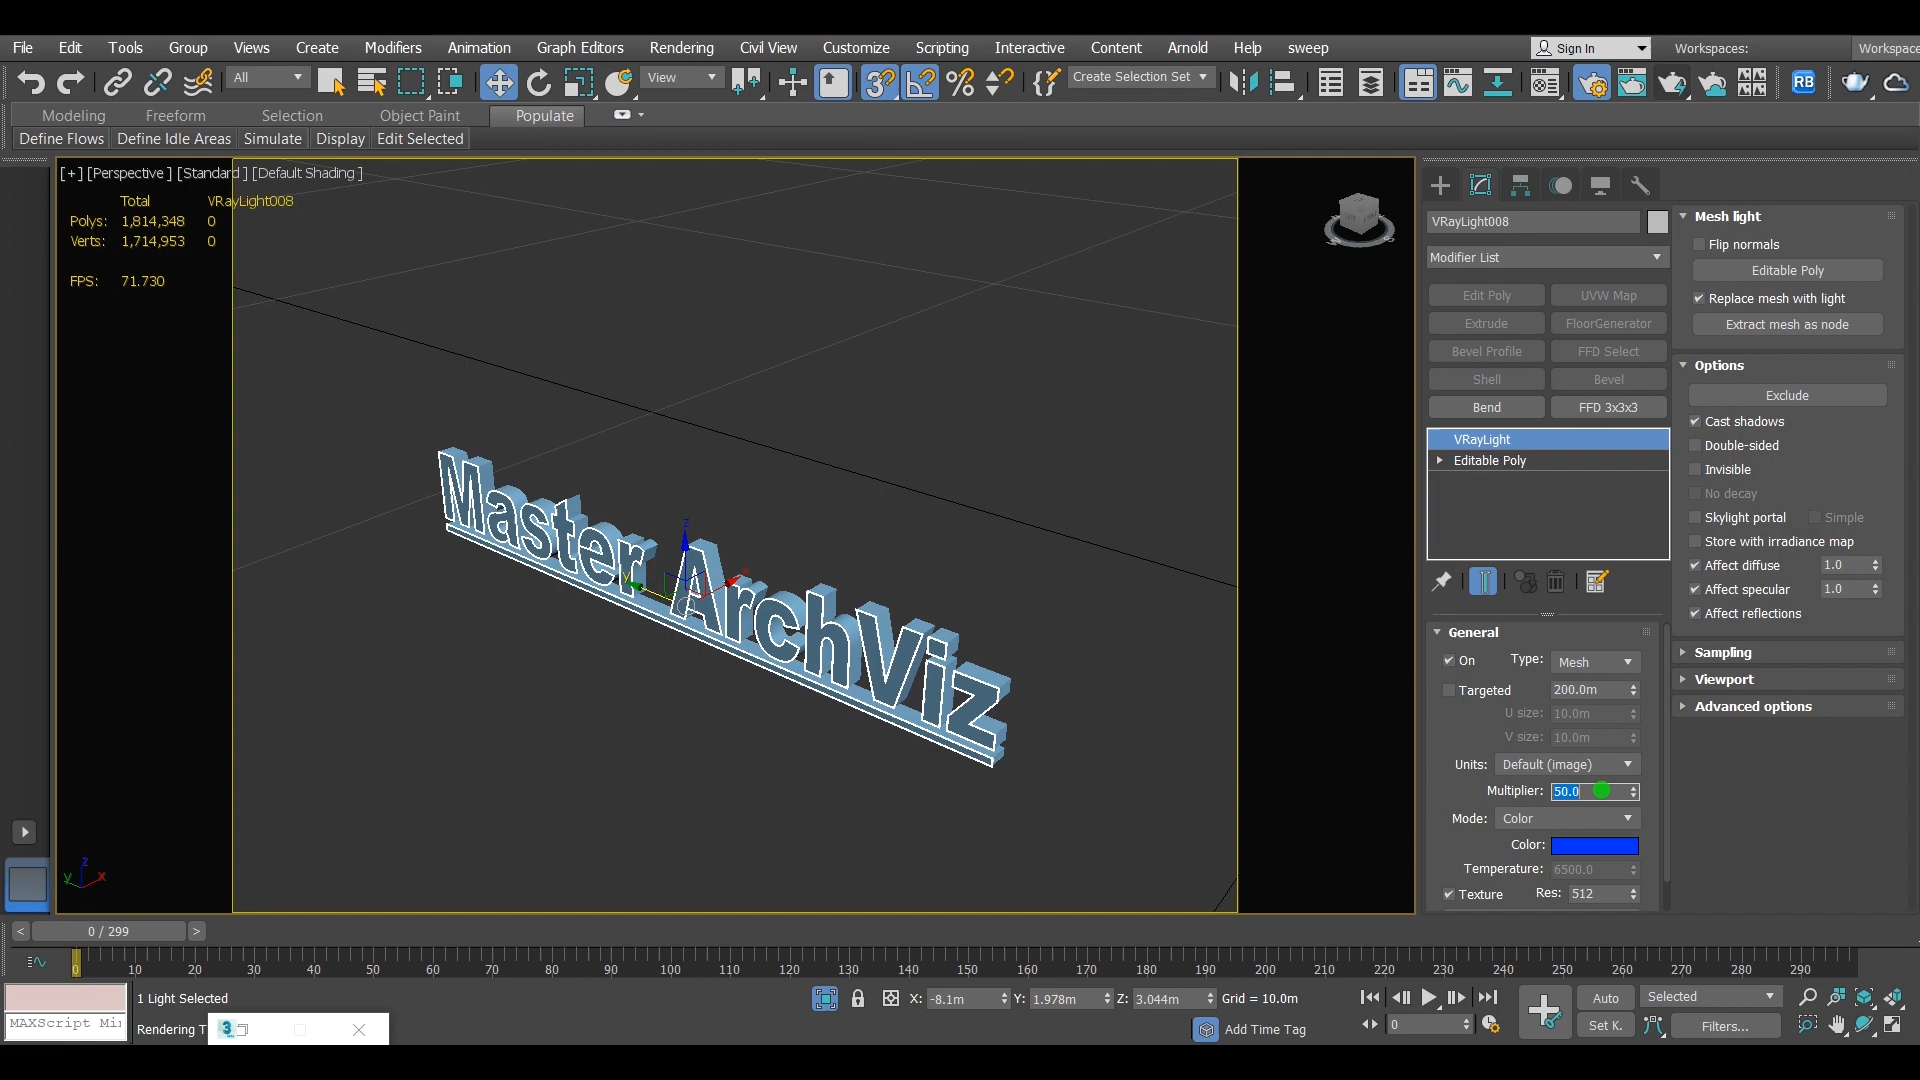 File Edit Tools Group Views Create Modifiers Animation Graph Editors Rendering Civil View Customize Scripting Interactive Content Arnold Help sweep Sign In Workspaces: Workspace
All View Create Selection Set RB
Modeling Freeform Selection Object Paint Populate
Define Flows Define Idle Areas Simulate Display Edit Selected
[+] [Perspective ] [Standard ] [Default Shading ]
Total VRayLight008
Polys: 1,814,348 0
Verts: 1,714,953 0
FPS: 71.730
Master ArchViz
z
y
x
z
y
x
VRayLight008
Modifier List
Edit Poly UVW Map
Extrude FloorGenerator
Bevel Profile FFD Select
Shell Bevel
Bend FFD 3x3x3
VRayLight
Editable Poly
General
On Type: Mesh
Targeted 200.0m
U size: 10.0m
V size: 10.0m
Units: Default (image)
Multiplier: 50.0
Mode: Color
Color:
Temperature: 6500.0
Texture Res: 512
Mesh light
Flip normals
Editable Poly
Replace mesh with light
Extract mesh as node
Options
Exclude
Cast shadows
Double-sided
Invisible
No decay
Skylight portal Simple
Store with irradiance map
Affect diffuse 1.0
Affect specular 1.0
Affect reflections
Sampling
Viewport
Advanced options
< 0 / 299 >
0 10 20 30 40 50 60 70 80 90 100 110 120 130 140 150 160 170 180 190 200 210 220 230 240 250 260 270 280 290
1 Light Selected X: -8.1m Y: 1.978m Z: 3.044m Grid = 10.0m Auto Selected
MAXScript Mi
Rendering T 3 Add Time Tag 0 Set K. Filters...